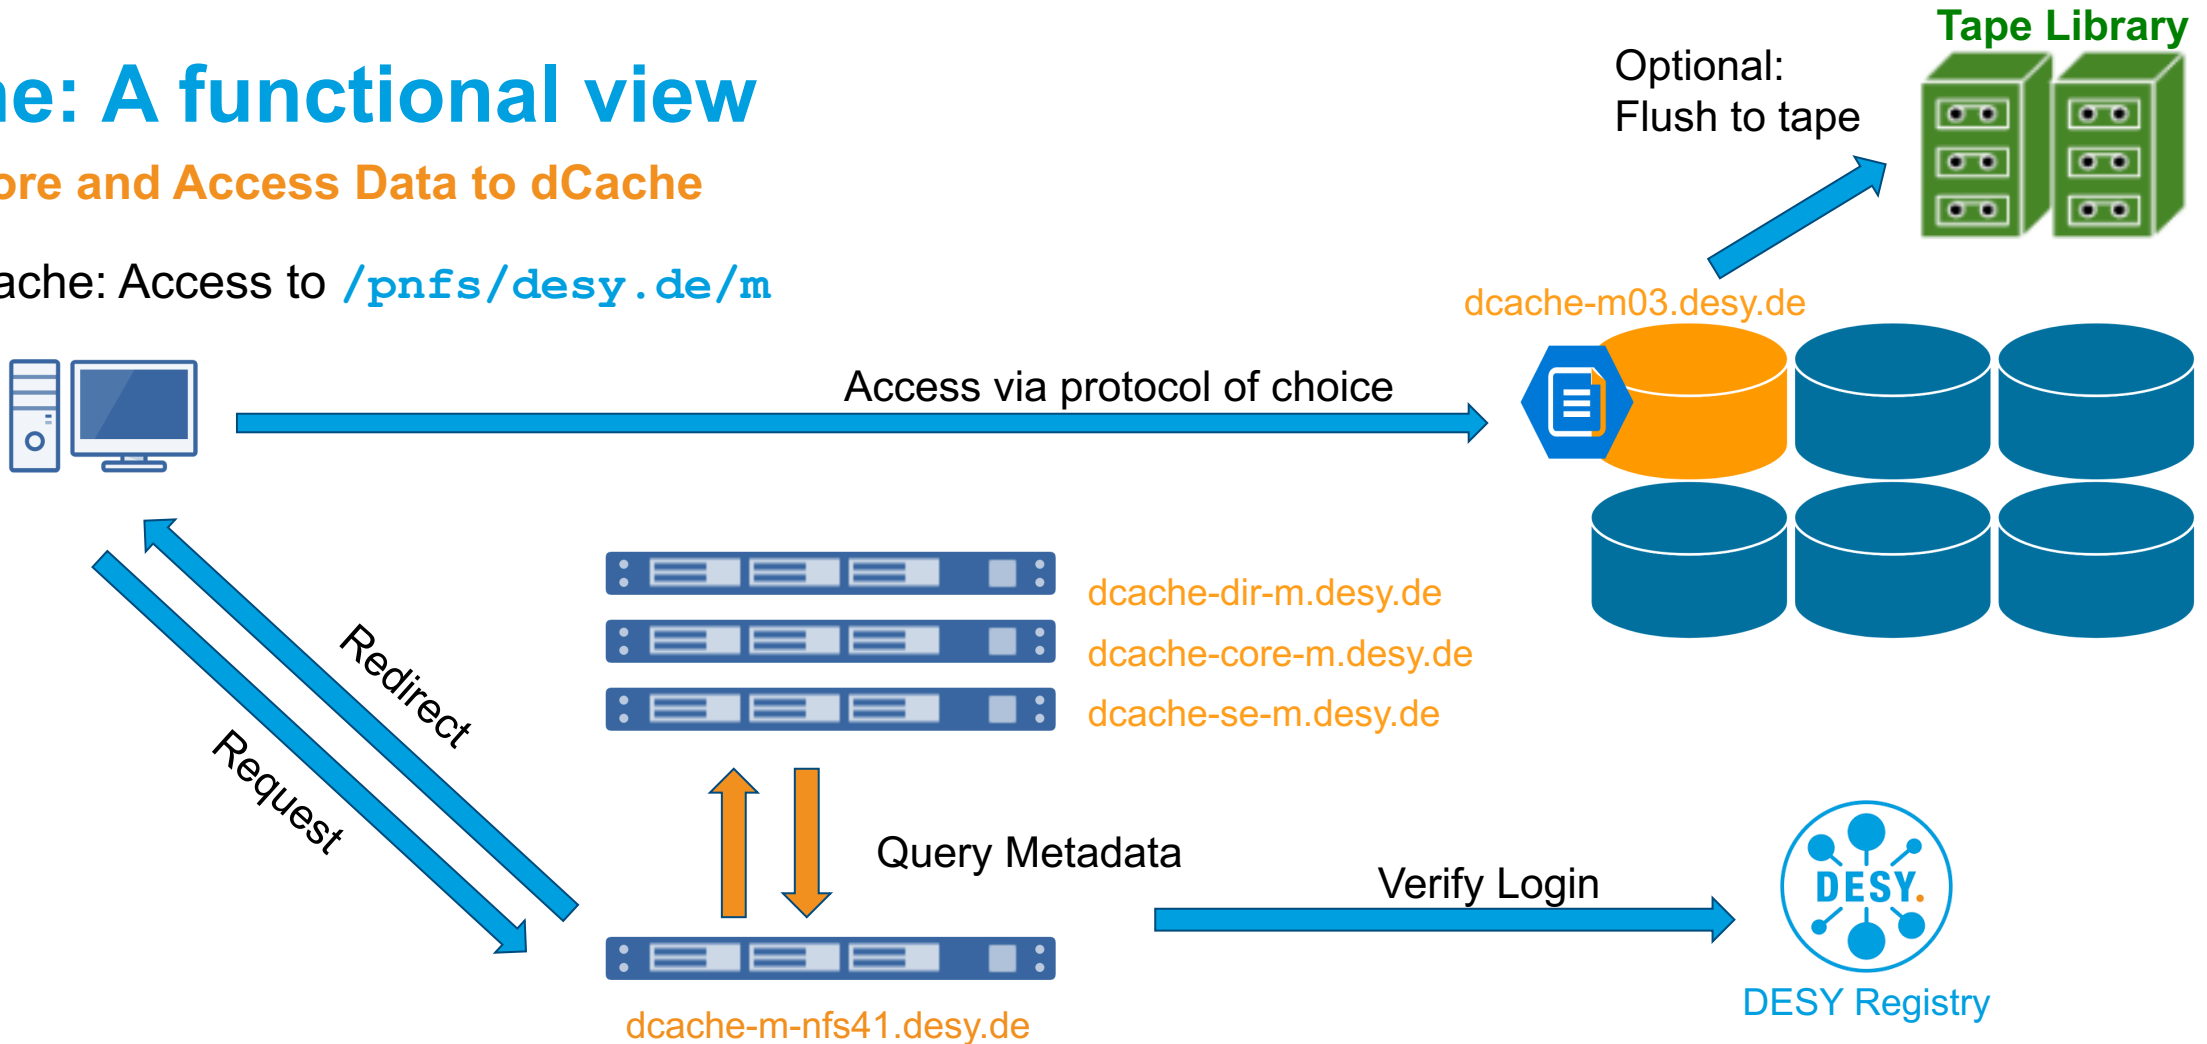 Tape Library
Optional:
Flush to tape
e: A functional view
ore and Access Data to dCache
ache: Access to /pnfs/desy.de/m
dcache-m03.desy.de
Access via protocol of choice
dcache-dir-m.desy.de
dcache-core-m.desy.de
dcache-se-m.desy.de
Redirect
Request
Query Metadata
Verify Login
DESY.
DESY Registry
dcache-m-nfs41.desy.de